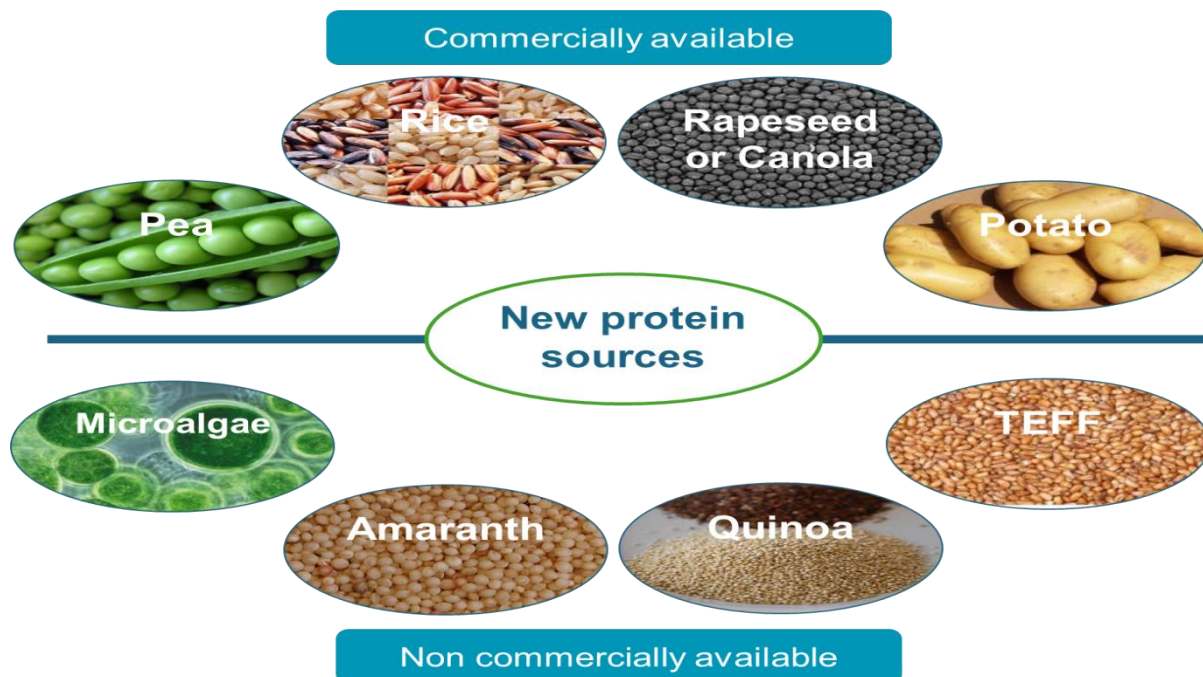 Commercially available
Rice
Rapeseed
or Canola
Pea
Potato
New protein
sources
Microalgae
TEFF
Amaranth
Quinoa
Non commercially available